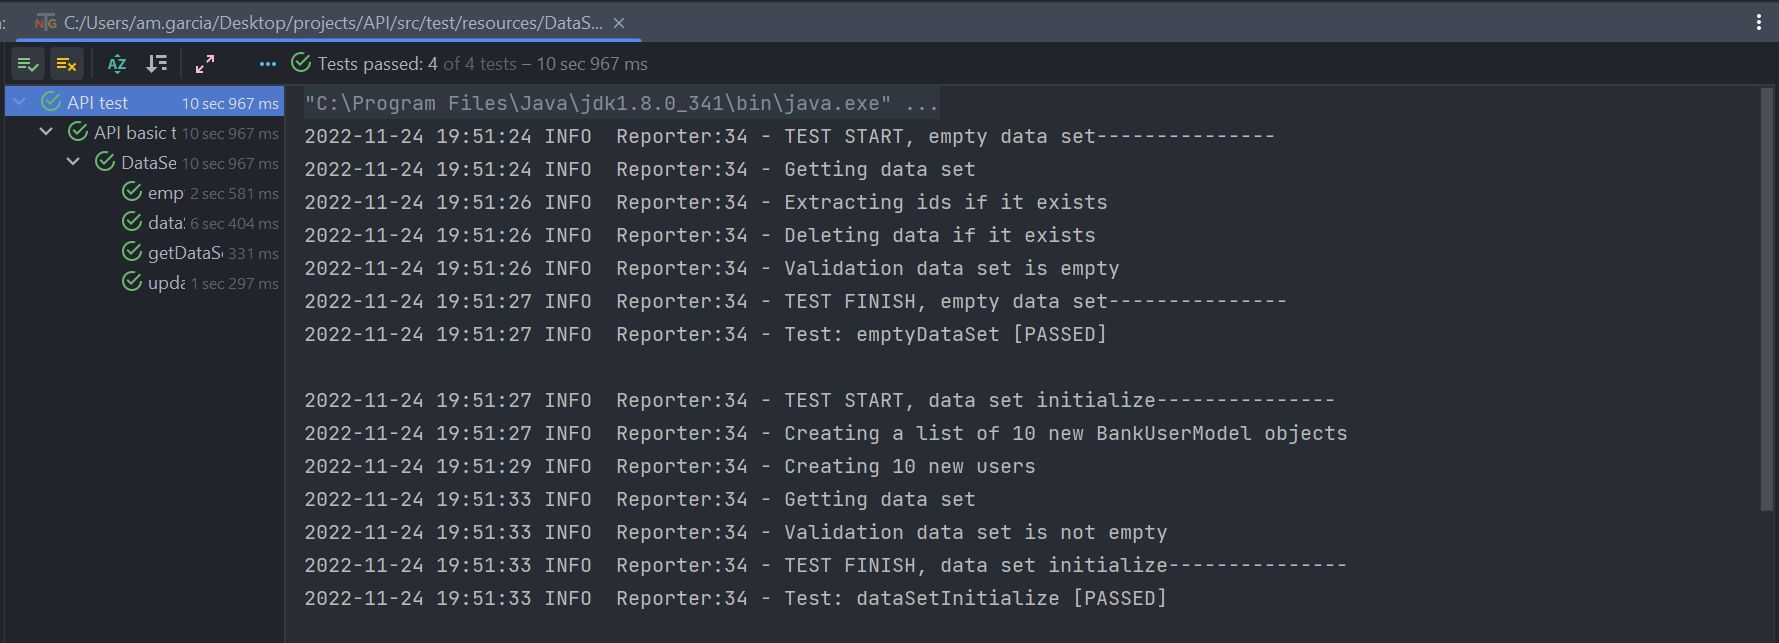 C:/Users/am.garcia/Desktop/projects/API/src/test/resources/DataS...
Tests passed: 4 of 4 tests – 10 sec 967 ms
API test 10 sec 967 ms
API basic t 10 sec 967 ms
DataSe 10 sec 967 ms
emp 2 sec 581 ms
data 6 sec 404 ms
getDataS 331 ms
upda 1 sec 297 ms
"C:\Program Files\Java\jdk1.8.0_341\bin\java.exe" ...
2022-11-24 19:51:24 INFO  Reporter:34 - TEST START, empty data set---------------
2022-11-24 19:51:24 INFO  Reporter:34 - Getting data set
2022-11-24 19:51:26 INFO  Reporter:34 - Extracting ids if it exists
2022-11-24 19:51:26 INFO  Reporter:34 - Deleting data if it exists
2022-11-24 19:51:26 INFO  Reporter:34 - Validation data set is empty
2022-11-24 19:51:27 INFO  Reporter:34 - TEST FINISH, empty data set---------------
2022-11-24 19:51:27 INFO  Reporter:34 - Test: emptyDataSet [PASSED]
2022-11-24 19:51:27 INFO  Reporter:34 - TEST START, data set initialize---------------
2022-11-24 19:51:27 INFO  Reporter:34 - Creating a list of 10 new BankUserModel objects
2022-11-24 19:51:29 INFO  Reporter:34 - Creating 10 new users
2022-11-24 19:51:33 INFO  Reporter:34 - Getting data set
2022-11-24 19:51:33 INFO  Reporter:34 - Validation data set is not empty
2022-11-24 19:51:33 INFO  Reporter:34 - TEST FINISH, data set initialize---------------
2022-11-24 19:51:33 INFO  Reporter:34 - Test: dataSetInitialize [PASSED]